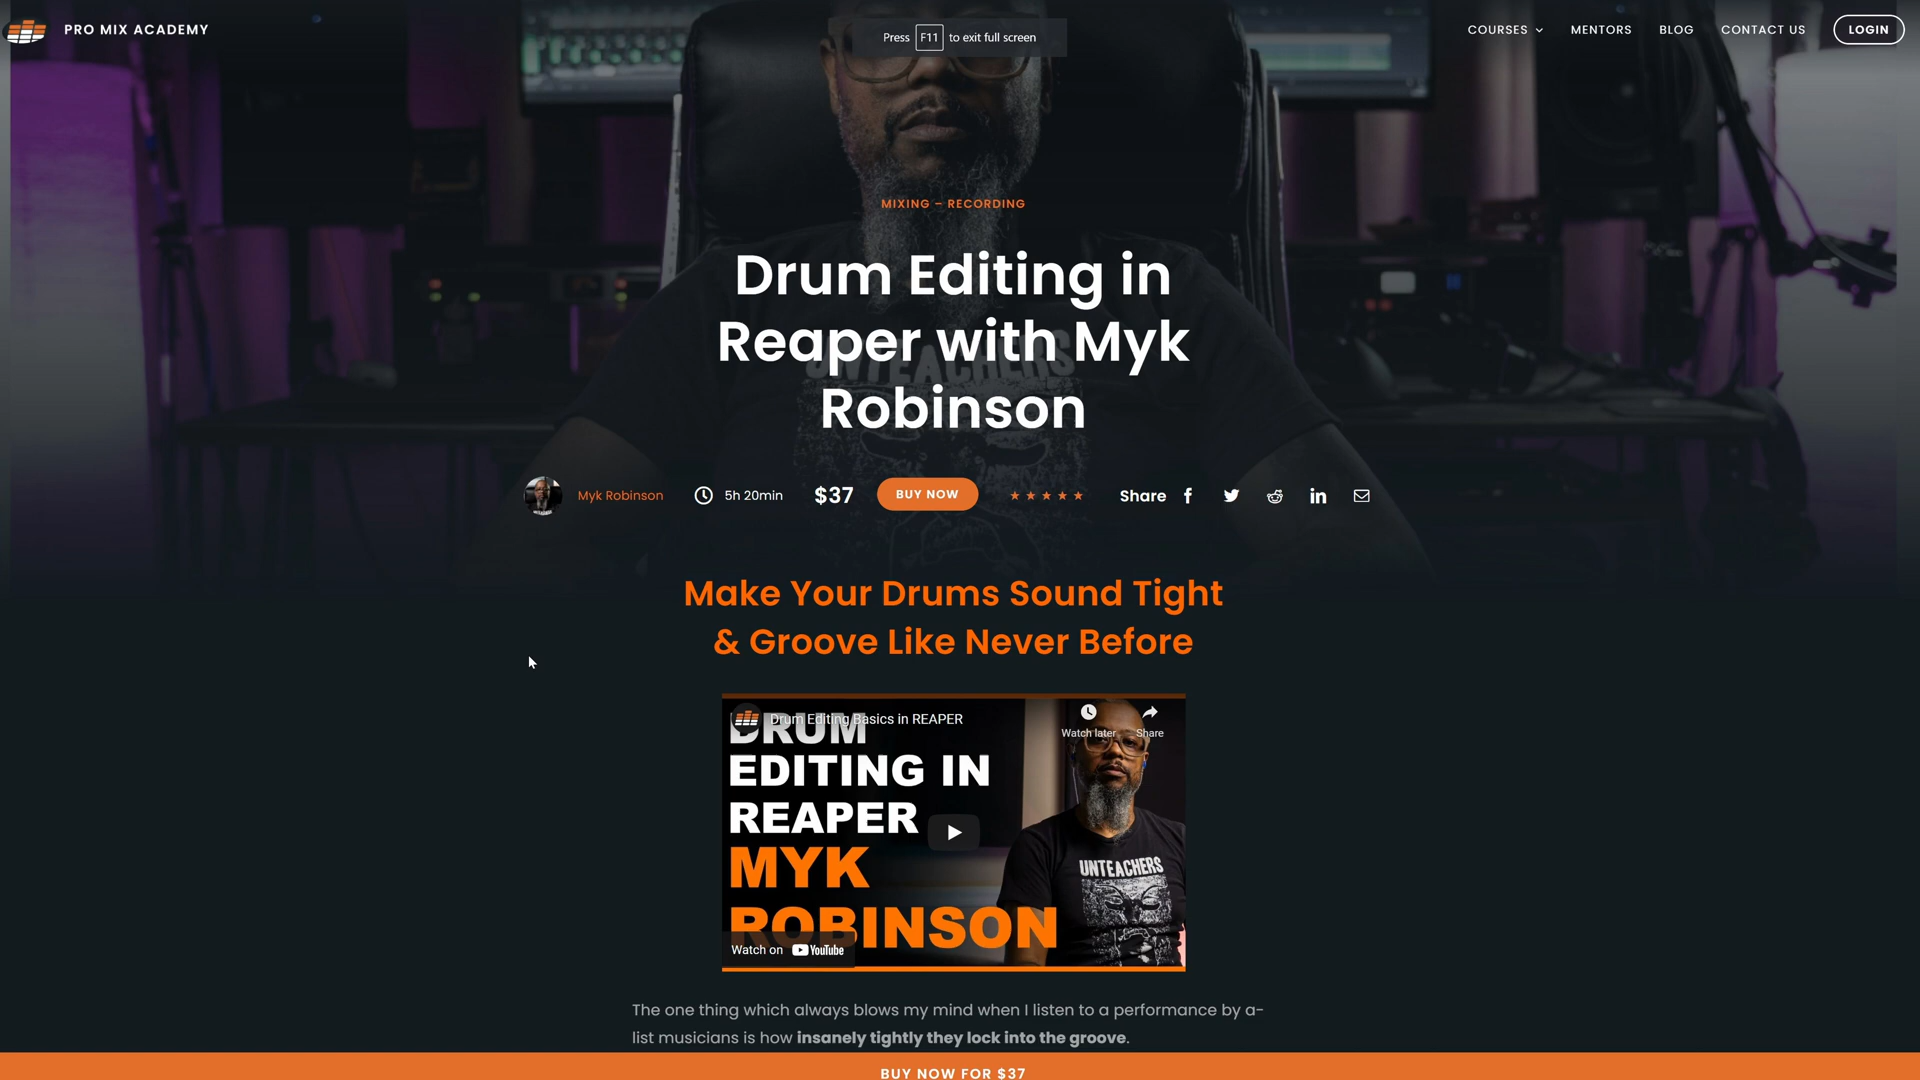 PRO MIX ACADEMY
Press F11 to exit full screen
COURSES
MENTORS
BLOG
CONTACT US
LOGIN
MIXING – RECORDING
Drum Editing in
Reaper with Myk
Robinson
UNTEACHERS
Myk Robinson
5h 20min
$37
BUY NOW
Share
Make Your Drums Sound Tight
& Groove Like Never Before
Drum Editing Basics in REAPER
Watch later
Share
DRUM
EDITING IN
REAPER
MYK
ROBINSON
UNTEACHERS
Watch on YouTube
The one thing which always blows my mind when I listen to a performance by a-
list musicians is how insanely tightly they lock into the groove.
BUY NOW FOR $37